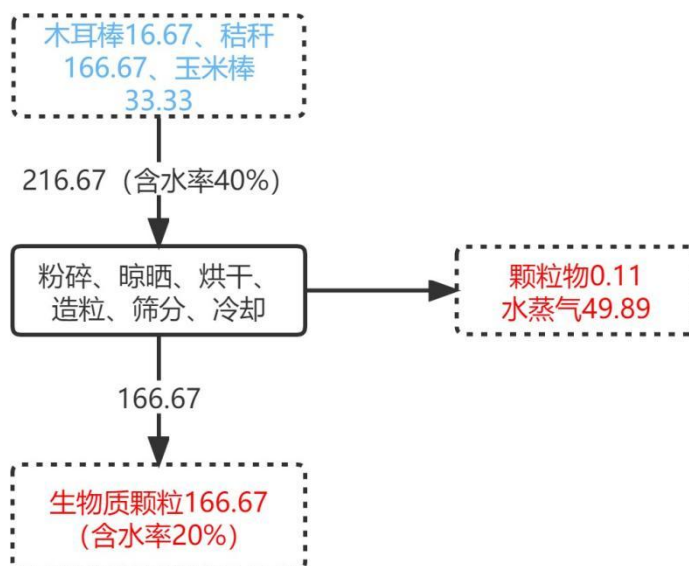 木耳棒16.67、秸秆
166.67、玉米棒
33.33
216.67（含水率40%）
粉碎、晾晒、烘干、
造粒、筛分、冷却
颗粒物0.11
水蒸气49.89
166.67
生物质颗粒166.67
（含水率20%）